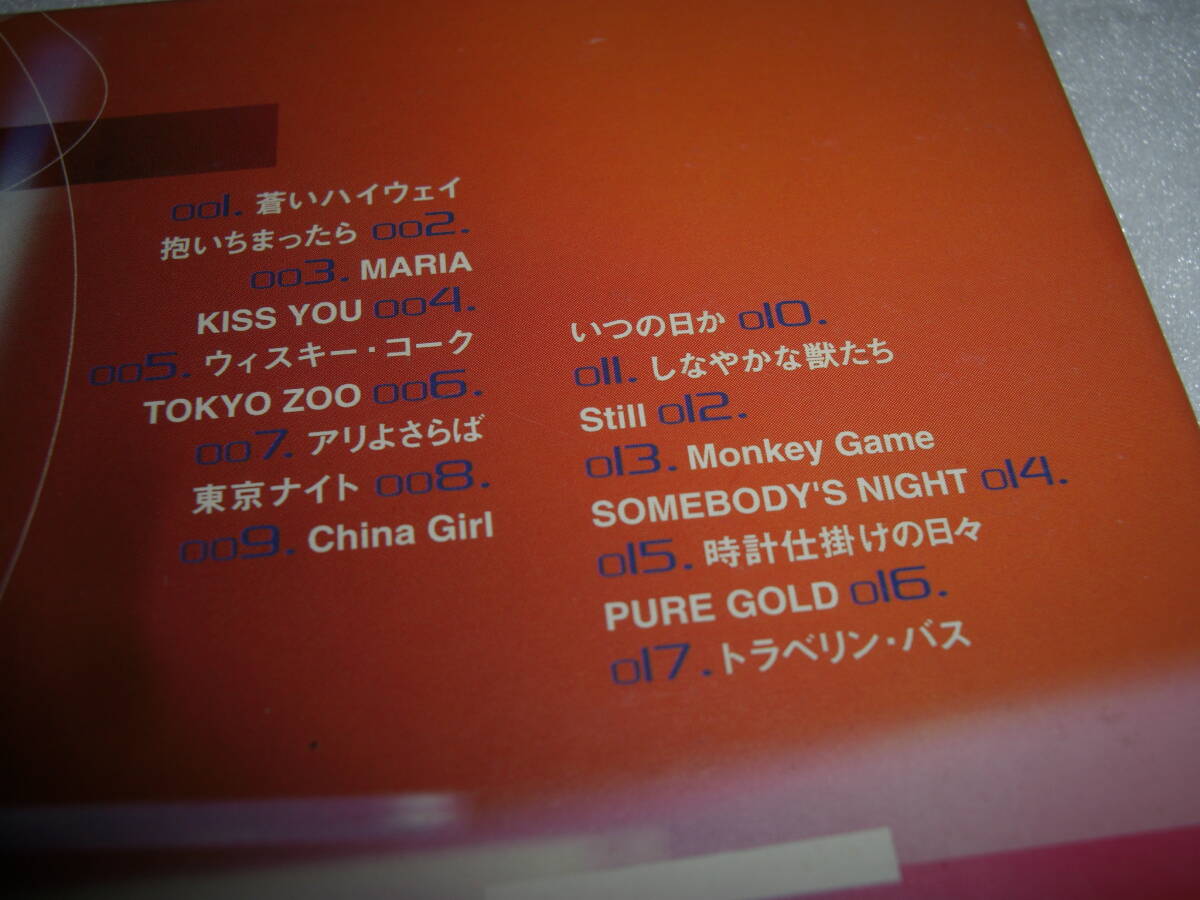 001. 蒼いハイウェイ
抱いちまったら 002.
003. MARIA
KISS YOU 004.
005. ウィスキー・コーク
TOKYO ZOO 006.
007. アリよさらば
東京ナイト 008.
009. China Girl
いつの日か 010.
011. しなやかな獣たち
Still 012.
013. Monkey Game
SOMEBODY'S NIGHT 014.
015. 時計仕掛けの日々
PURE GOLD 016.
017. トラベリン・バス